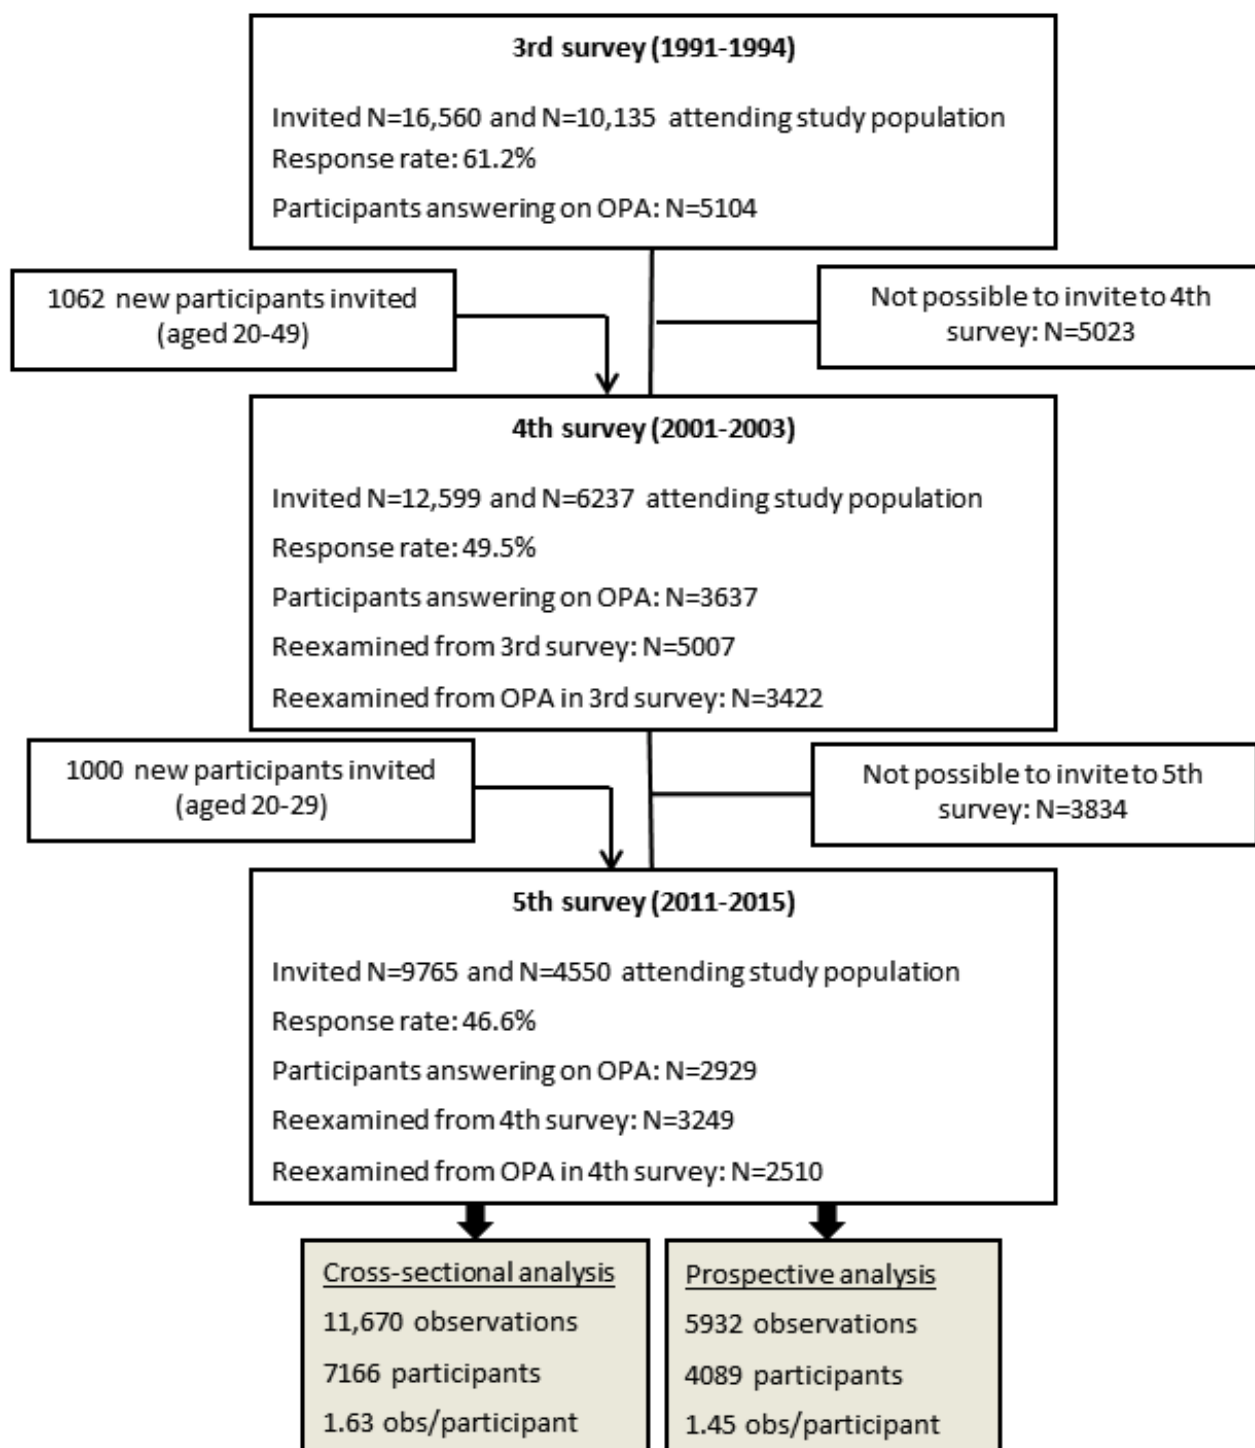 3rd survey (1991-1994)
Invited N=16,560 and N=10,135 attending study population
Response rate: 61.2%
Participants answering on OPA: N=5104
1062 new participants invited
(aged 20-49)
Not possible to invite to 4th
survey: N=5023
4th survey (2001-2003)
Invited N=12,599 and N=6237 attending study population
Response rate: 49.5%
Participants answering on OPA: N=3637
Reexamined from 3rd survey: N=5007
Reexamined from OPA in 3rd survey: N=3422
1000 new participants invited
(aged 20-29)
Not possible to invite to 5th
survey: N=3834
5th survey (2011-2015)
Invited N=9765 and N=4550 attending study population
Response rate: 46.6%
Participants answering on OPA: N=2929
Reexamined from 4th survey: N=3249
Reexamined from OPA in 4th survey: N=2510
Cross-sectional analysis
11,670 observations
7166 participants
1.63 obs/participant
Prospective analysis
5932 observations
4089 participants
1.45 obs/participant